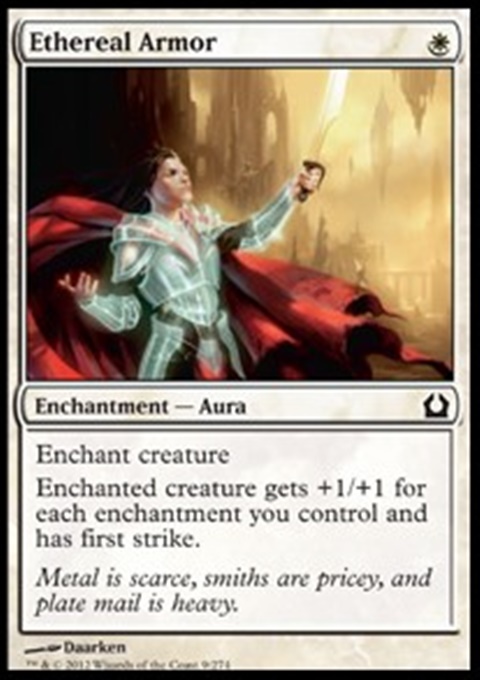 Ethereal Armor
Enchantment — Aura
Enchant creature
Enchanted creature gets +1/+1 for
each enchantment you control and
has first strike.
Metal is scarce, smiths are pricey, and
plate mail is heavy.
Daarken
™ & © 2012 Wizards of the Coast 9/274